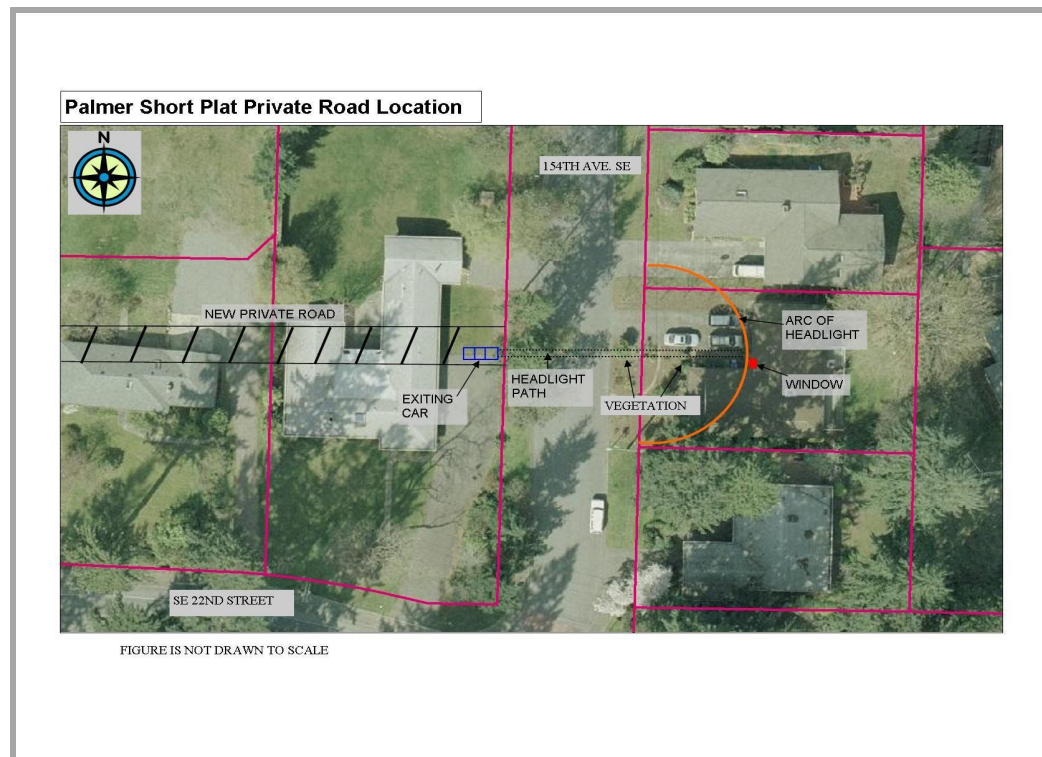 Palmer Short Plat Private Road Location
N
154TH AVE. SE
NEW PRIVATE ROAD
ARC OF
HEADLIGHT
EXITING
CAR
HEADLIGHT
PATH
VEGETATION
WINDOW
SE 22ND STREET
FIGURE IS NOT DRAWN TO SCALE